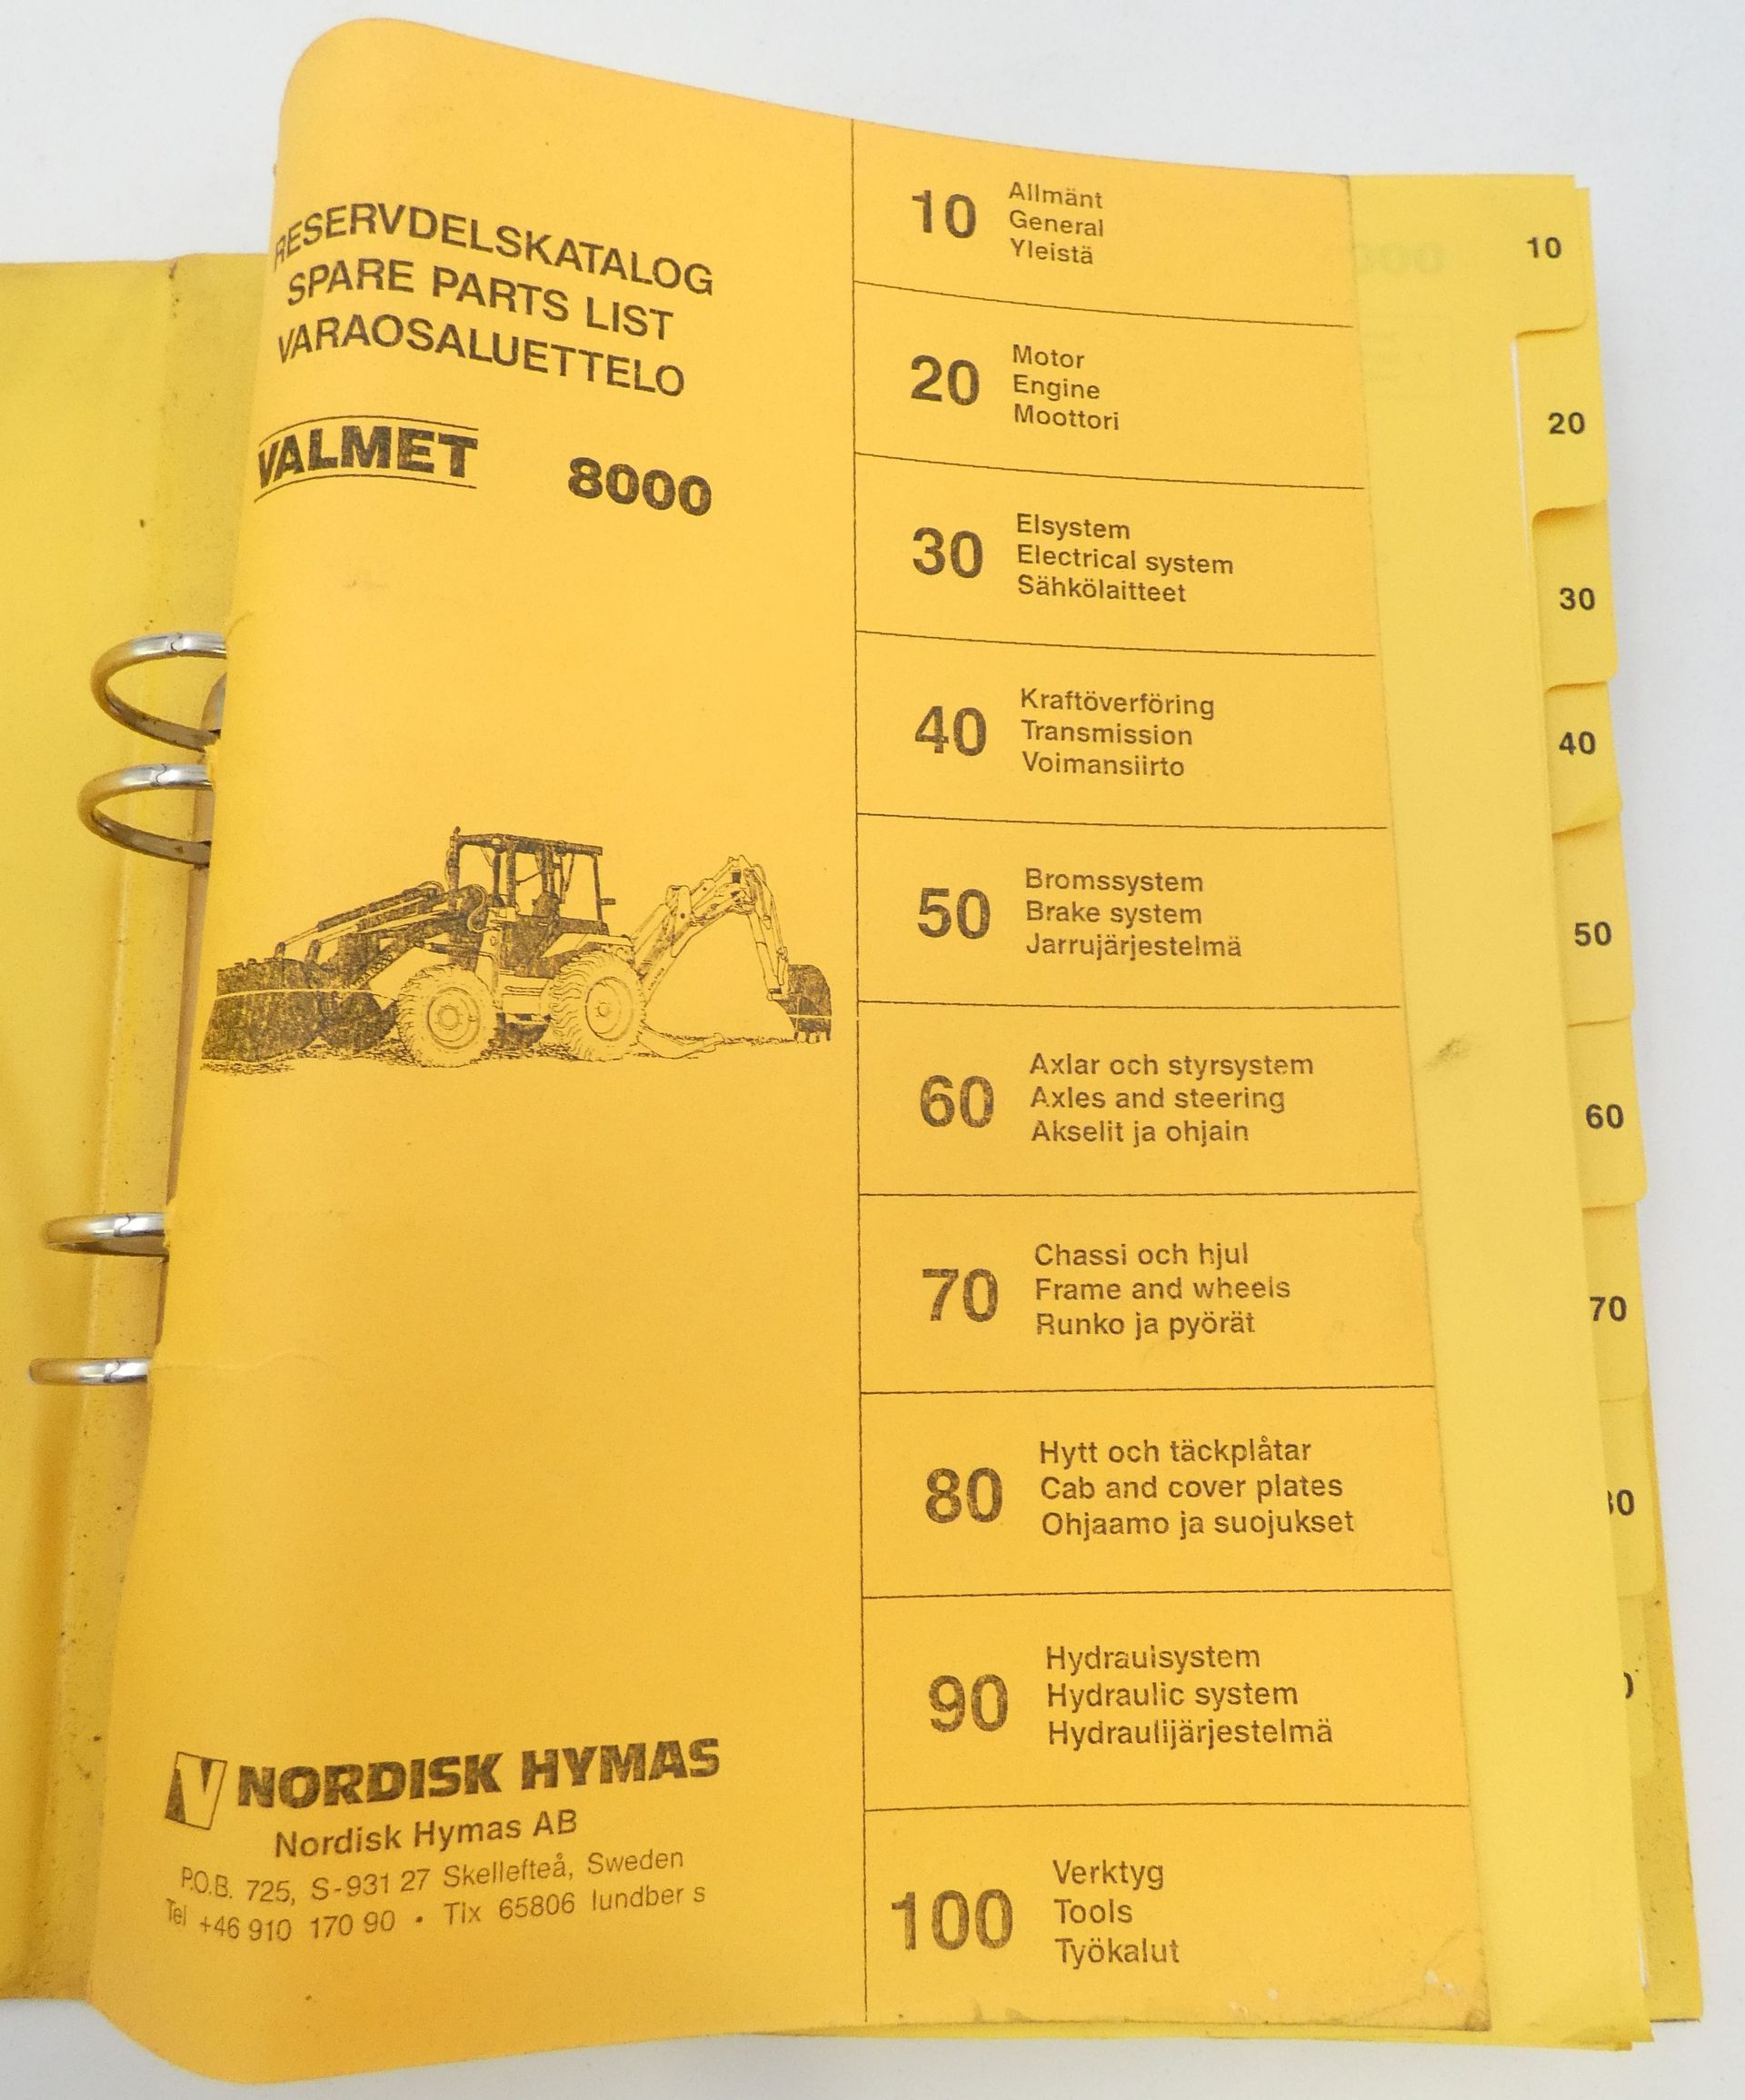 RESERVDELSKATALOG
SPARE PARTS LIST
VARAOSALUETTELO
VALMET 8000
NORDISK HYMAS
Nordisk Hymas AB
P.O.B. 725, S-931 27 Skellefteå, Sweden
Tel +46 910 170 90 • Tlx 65806 lundber s
10
Allmänt
General
Yleistä
20
Motor
Engine
Moottori
30
Elsystem
Electrical system
Sähkölaitteet
40
Kraftöverföring
Transmission
Voimansiirto
50
Bromssystem
Brake system
Jarrujärjestelmä
60
Axlar och styrsystem
Axles and steering
Akselit ja ohjain
70
Chassi och hjul
Frame and wheels
Runko ja pyörät
80
Hytt och täckplåtar
Cab and cover plates
Ohjaamo ja suojukset
90
Hydraulsystem
Hydraulic system
Hydraulijärjestelmä
100
Verktyg
Tools
Työkalut
10
20
30
40
50
60
70